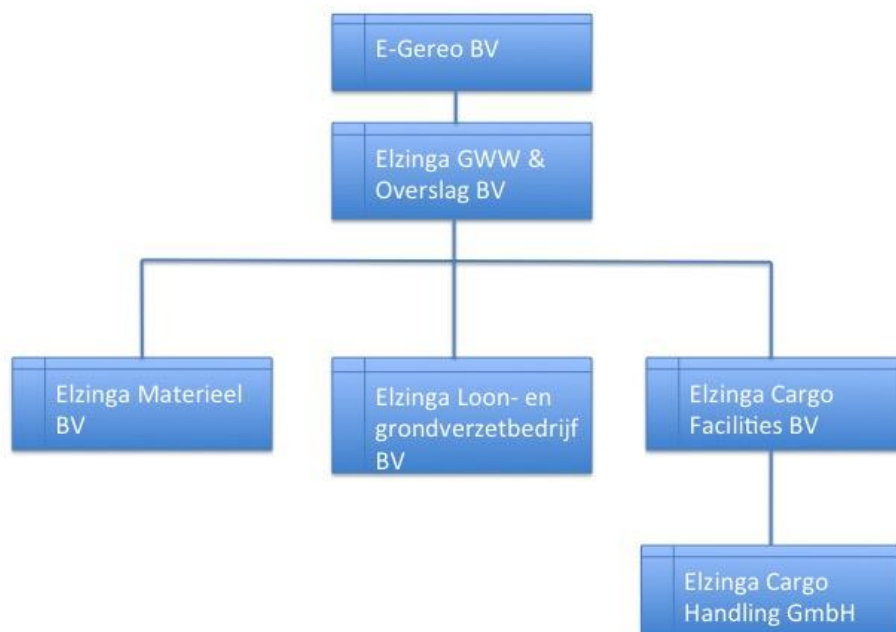 E-Gereo BV
Elzinga GWW &
Overslag BV
Elzinga Materieel
BV
Elzinga Loon- en
grondverzetbedrijf
BV
Elzinga Cargo
Facilities BV
Elzinga Cargo
Handling GmbH